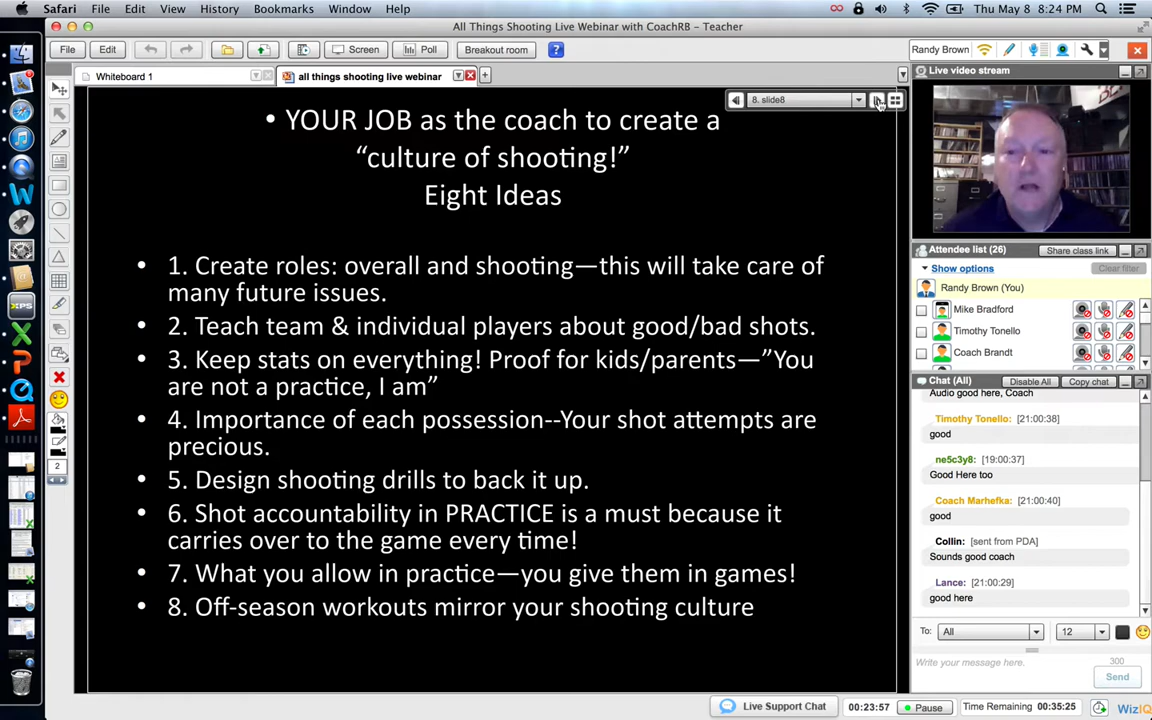 Safari File Edit View History Bookmarks Window Help
Thu May 8 8:24 PM
All Things Shooting Live Webinar with CoachRB – Teacher
File Edit Screen Poll Breakout room ?
Randy Brown
Whiteboard 1
all things shooting live webinar
8. slide8
• YOUR JOB as the coach to create a
“culture of shooting!”
Eight Ideas
• 1. Create roles: overall and shooting—this will take care of
many future issues.
• 2. Teach team & individual players about good/bad shots.
• 3. Keep stats on everything! Proof for kids/parents—”You
are not a practice, I am”
• 4. Importance of each possession--Your shot attempts are
precious.
• 5. Design shooting drills to back it up.
• 6. Shot accountability in PRACTICE is a must because it
carries over to the game every time!
• 7. What you allow in practice—you give them in games!
• 8. Off-season workouts mirror your shooting culture
2
XPS
Live video stream
Attendee list (26)
Share class link
Show options
Clear filter
Randy Brown (You)
Mike Bradford
Timothy Tonello
Coach Brandt
Chat (All)
Disable All
Copy chat
Audio good here, Coach
Timothy Tonello: [21:00:38]
good
ne5c3y8: [19:00:37]
Good Here too
Coach Marhefka: [21:00:40]
good
Collin: [sent from PDA]
Sounds good coach
Lance: [21:00:29]
good here
To: All 12
Write your message here.
300
Send
Live Support Chat
00:23:57
Pause
Time Remaining 00:35:25
WizIQ